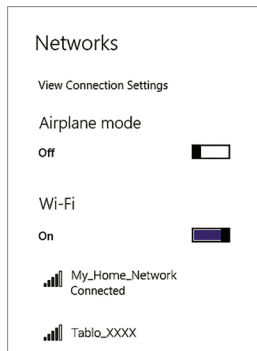 Networks
View Connection Settings
Airplane mode
Off
Wi-Fi
On
My_Home_Network
Connected
Tablo_XXXX